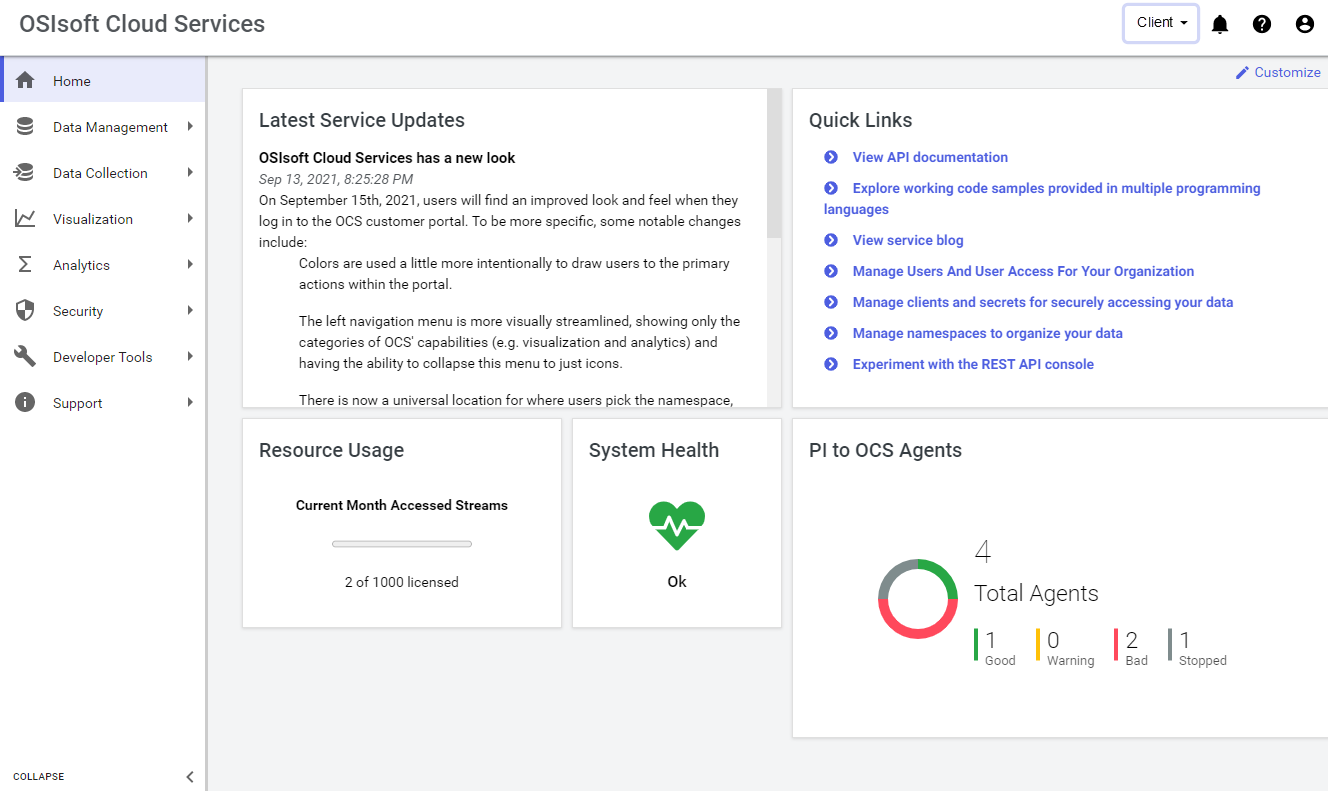 OSIsoft Cloud Services
Client
Customize
Home
Data Management
Data Collection
Visualization
Analytics
Security
Developer Tools
Support
COLLAPSE
Latest Service Updates
OSIsoft Cloud Services has a new look
Sep 13, 2021, 8:25:28 PM
On September 15th, 2021, users will find an improved look and feel when they
log in to the OCS customer portal. To be more specific, some notable changes
include:
Colors are used a little more intentionally to draw users to the primary
actions within the portal.
The left navigation menu is more visually streamlined, showing only the
categories of OCS' capabilities (e.g. visualization and analytics) and
having the ability to collapse this menu to just icons.
There is now a universal location for where users pick the namespace,
Quick Links
View API documentation
Explore working code samples provided in multiple programming
languages
View service blog
Manage Users And User Access For Your Organization
Manage clients and secrets for securely accessing your data
Manage namespaces to organize your data
Experiment with the REST API console
Resource Usage
Current Month Accessed Streams
2 of 1000 licensed
System Health
Ok
PI to OCS Agents
4
Total Agents
1
Good
0
Warning
2
Bad
1
Stopped